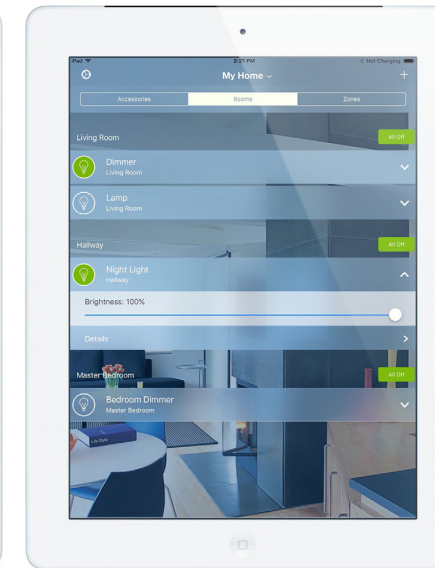 iPad
2:21 PM
Not Charging
My Home
Accessories
Rooms
Zones
Living Room
All Off
Dimmer
Living Room
Lamp
Living Room
Hallway
All Off
Night Light
Hallway
Brightness: 100%
Details
Master Bedroom
All Off
Bedroom Dimmer
Master Bedroom
Life Style